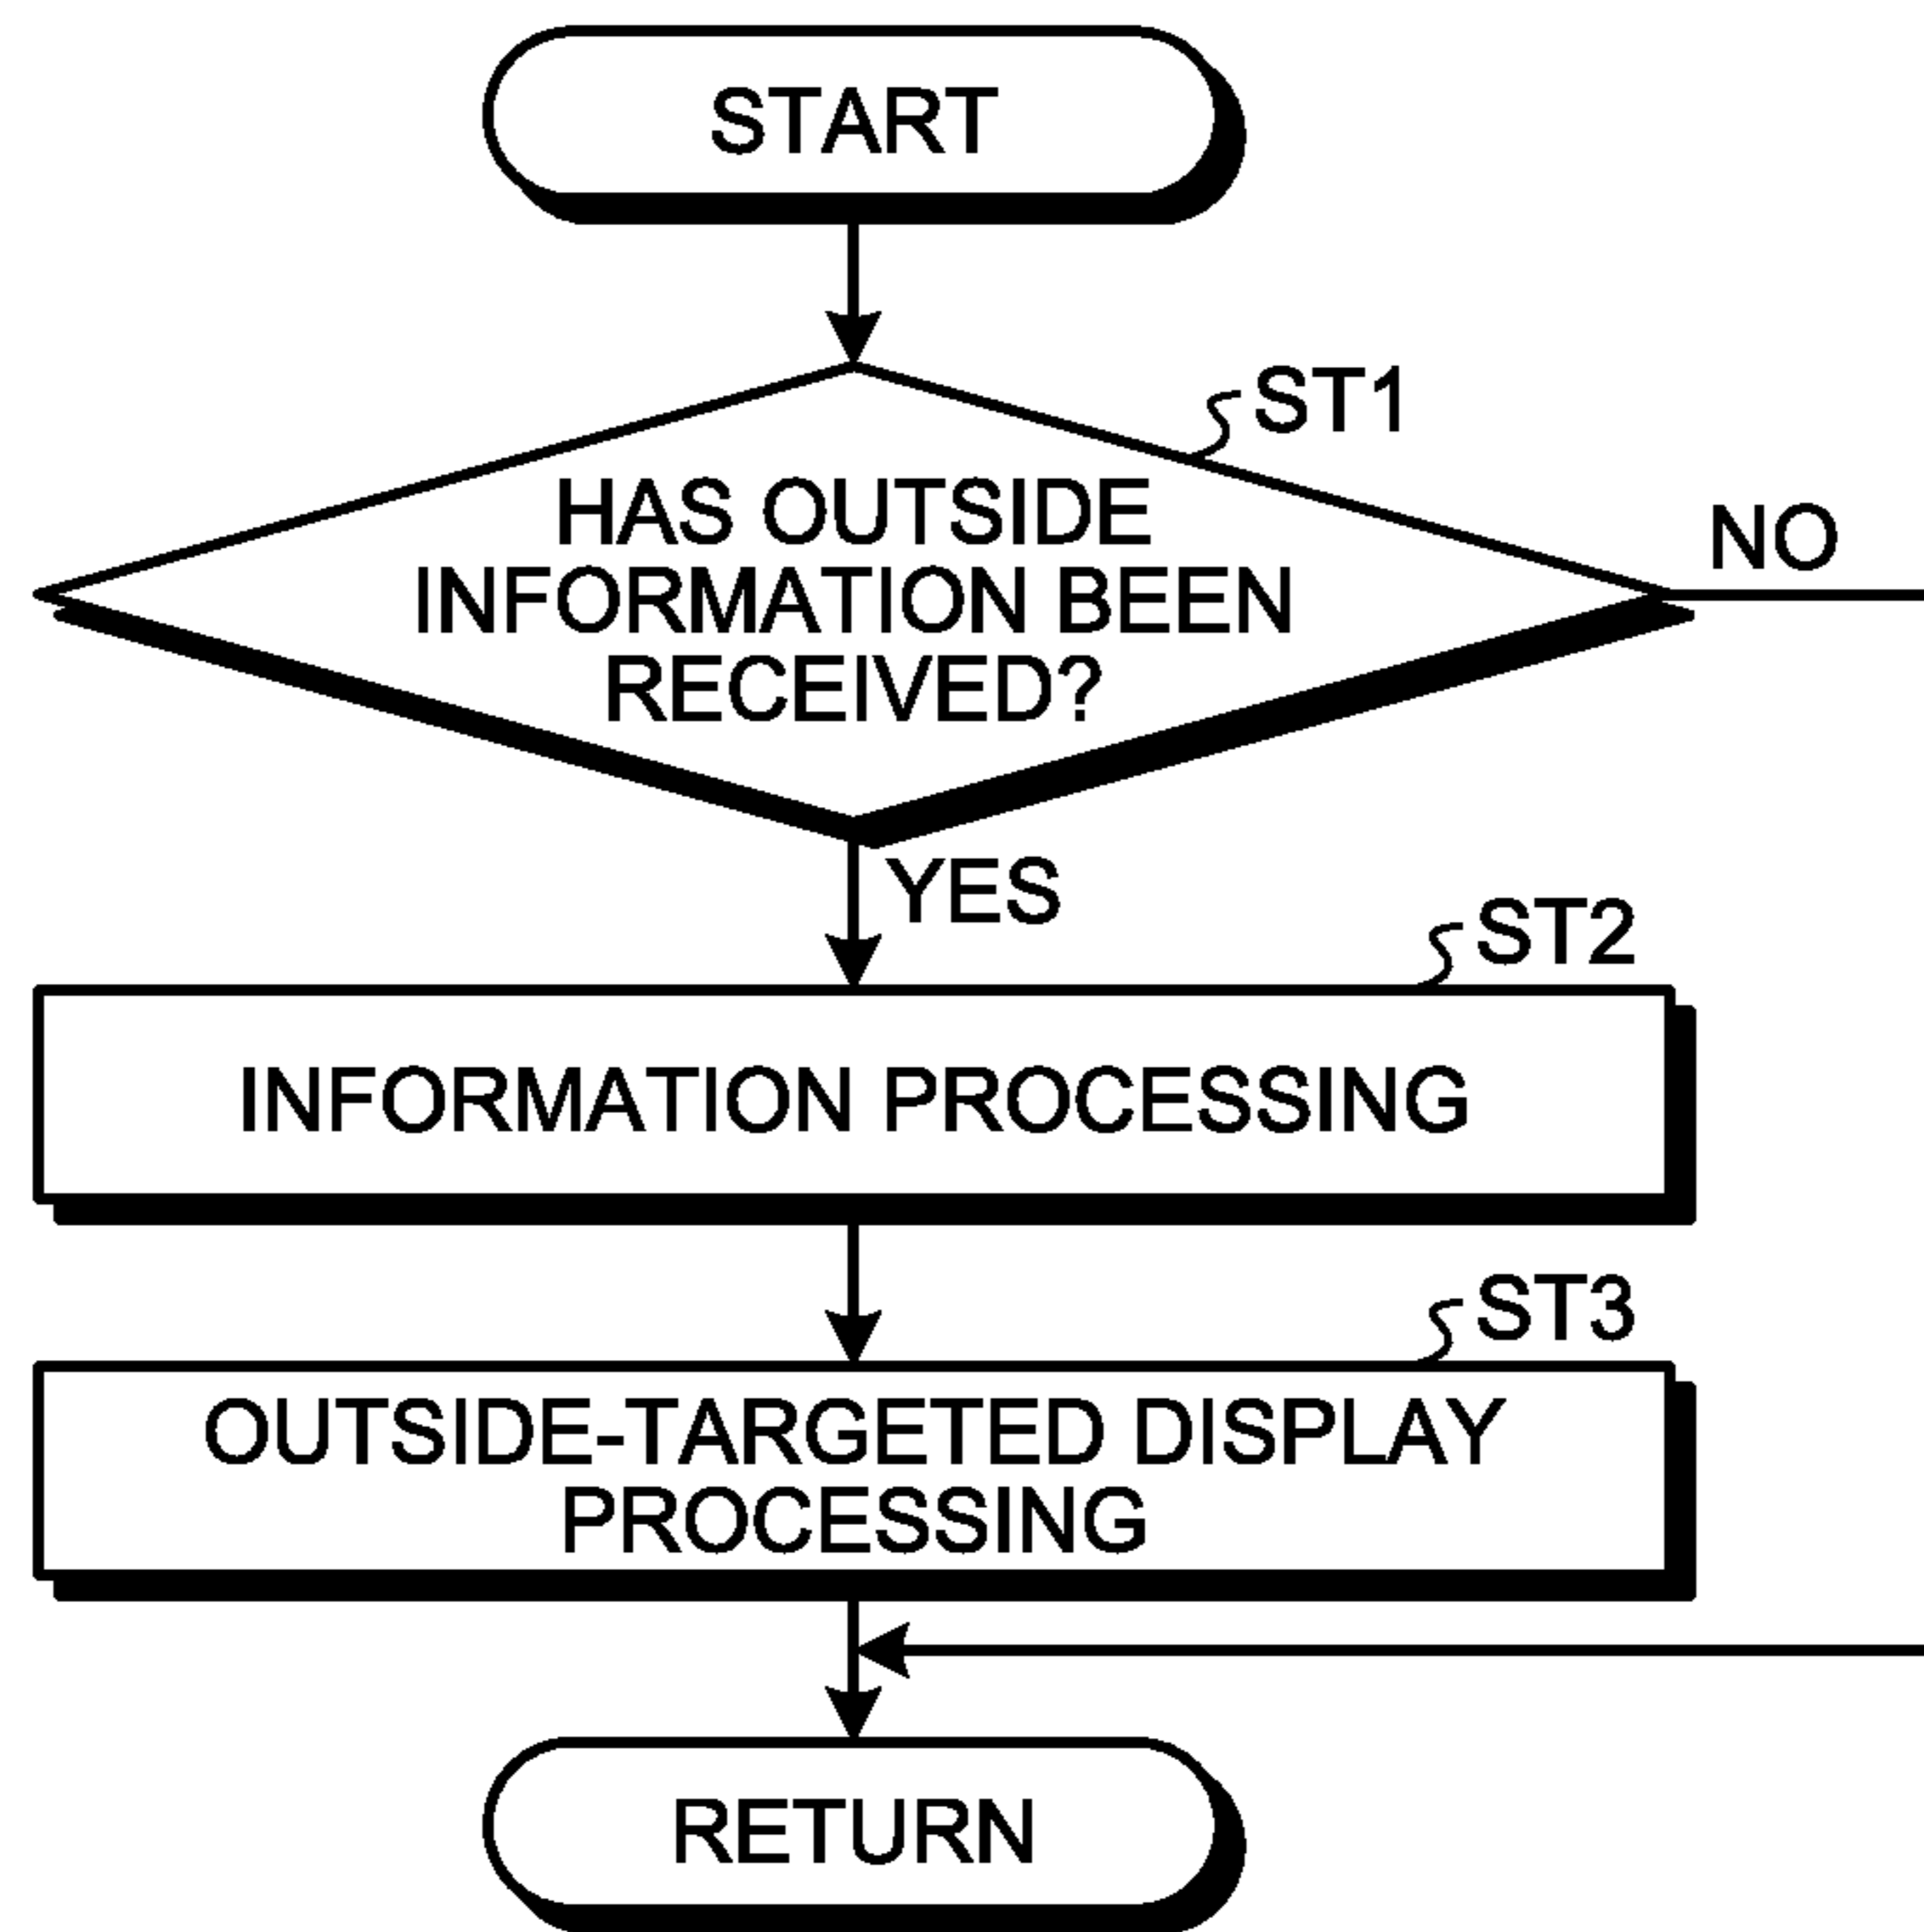 START
ST1
HAS OUTSIDE
INFORMATION BEEN
RECEIVED?
NO
YES
ST2
INFORMATION PROCESSING
ST3
OUTSIDE-TARGETED DISPLAY
PROCESSING
RETURN